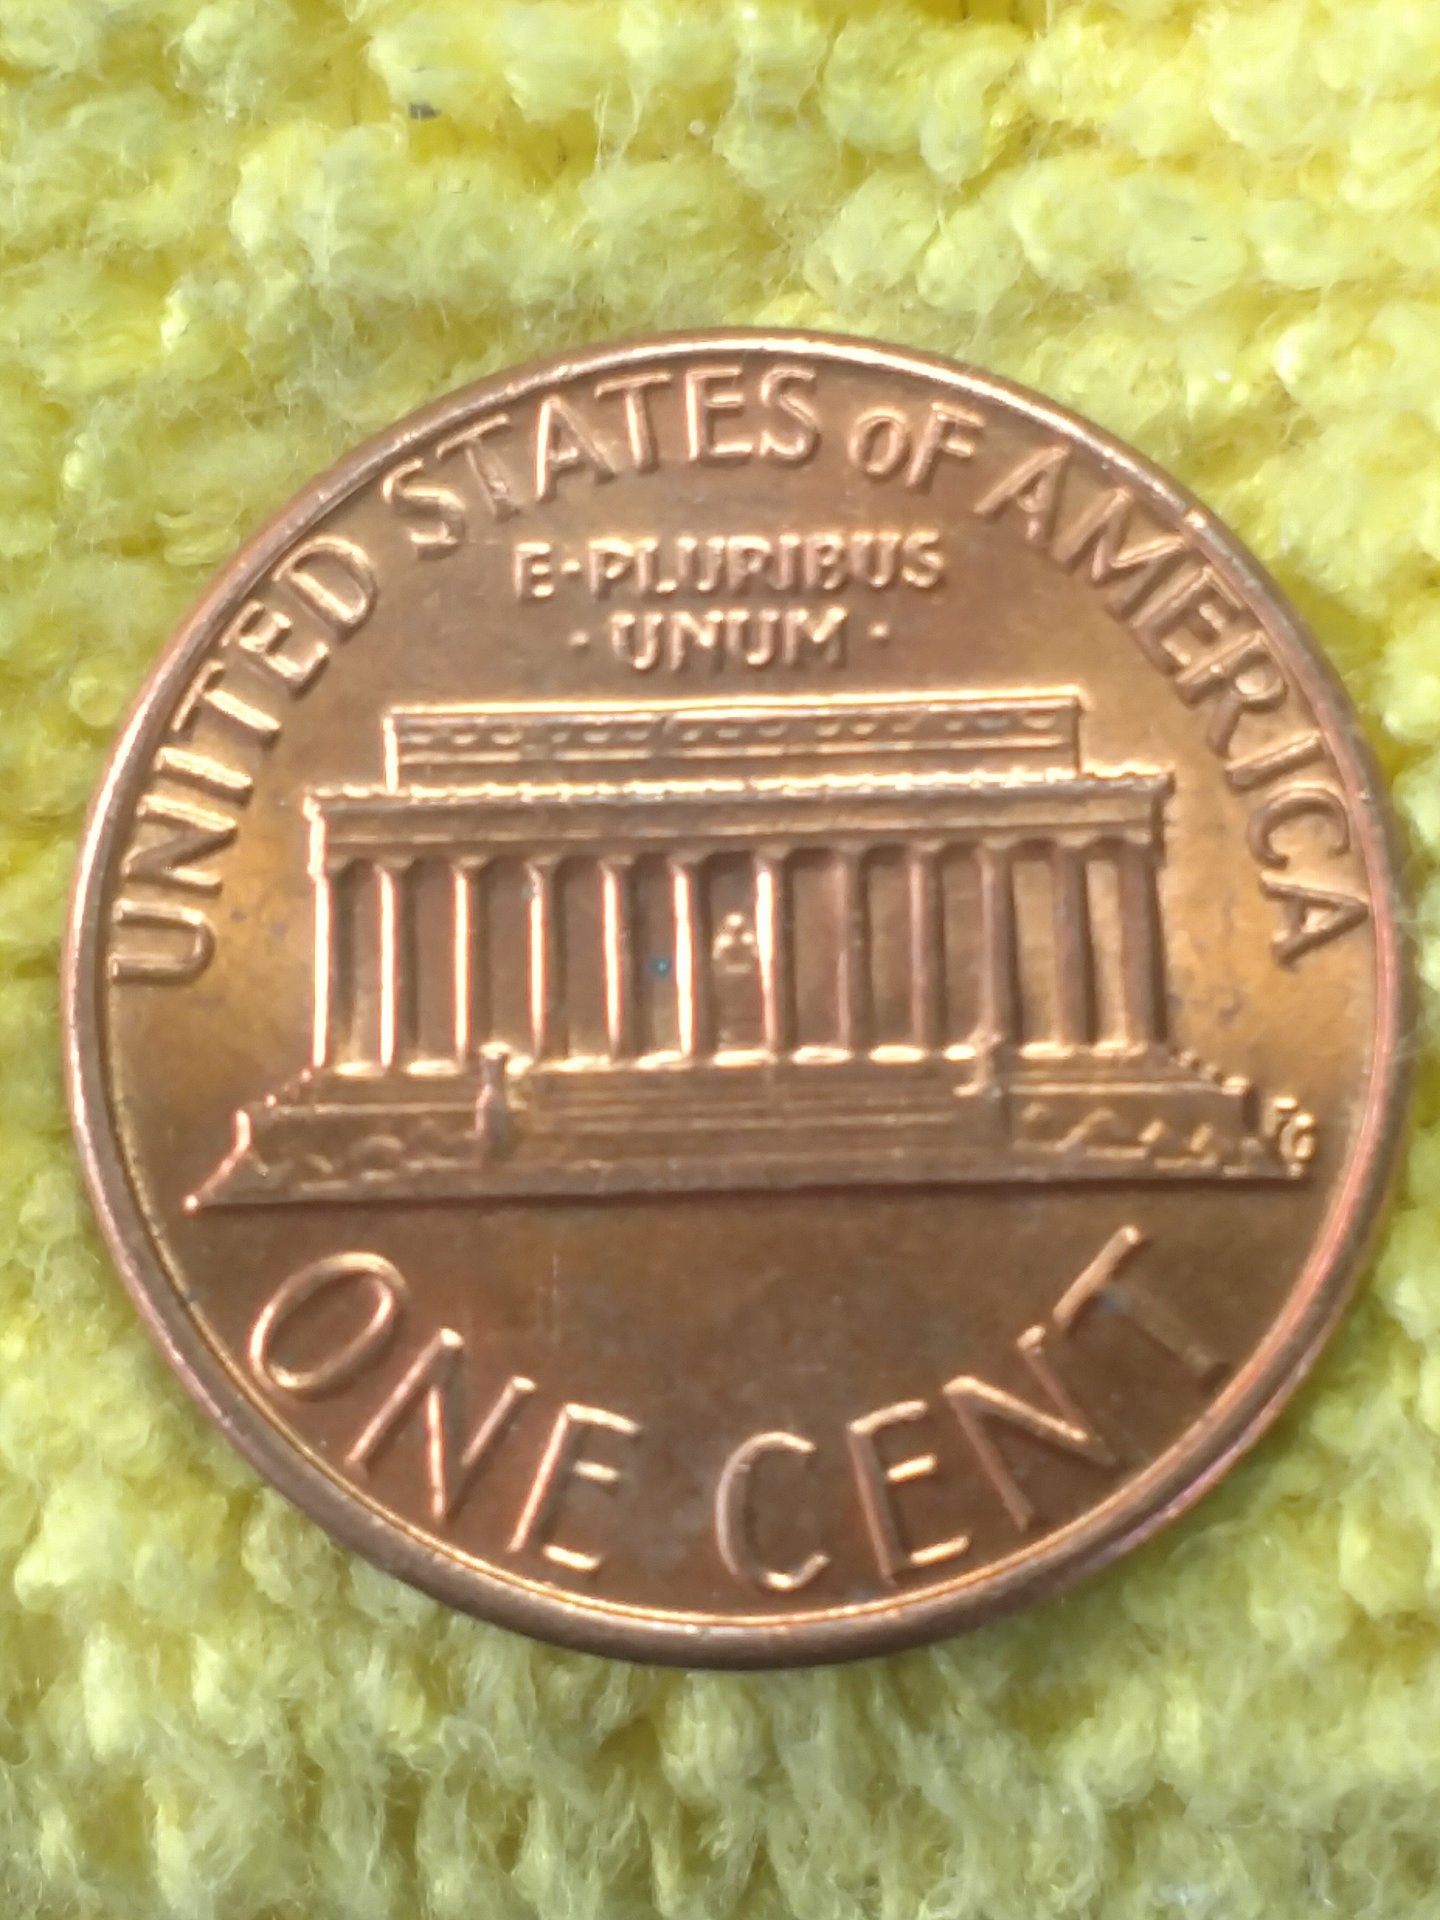 UNITED STATES OF AMERICA
E·PLURIBUS
·UNUM·
FG
ONE CENT